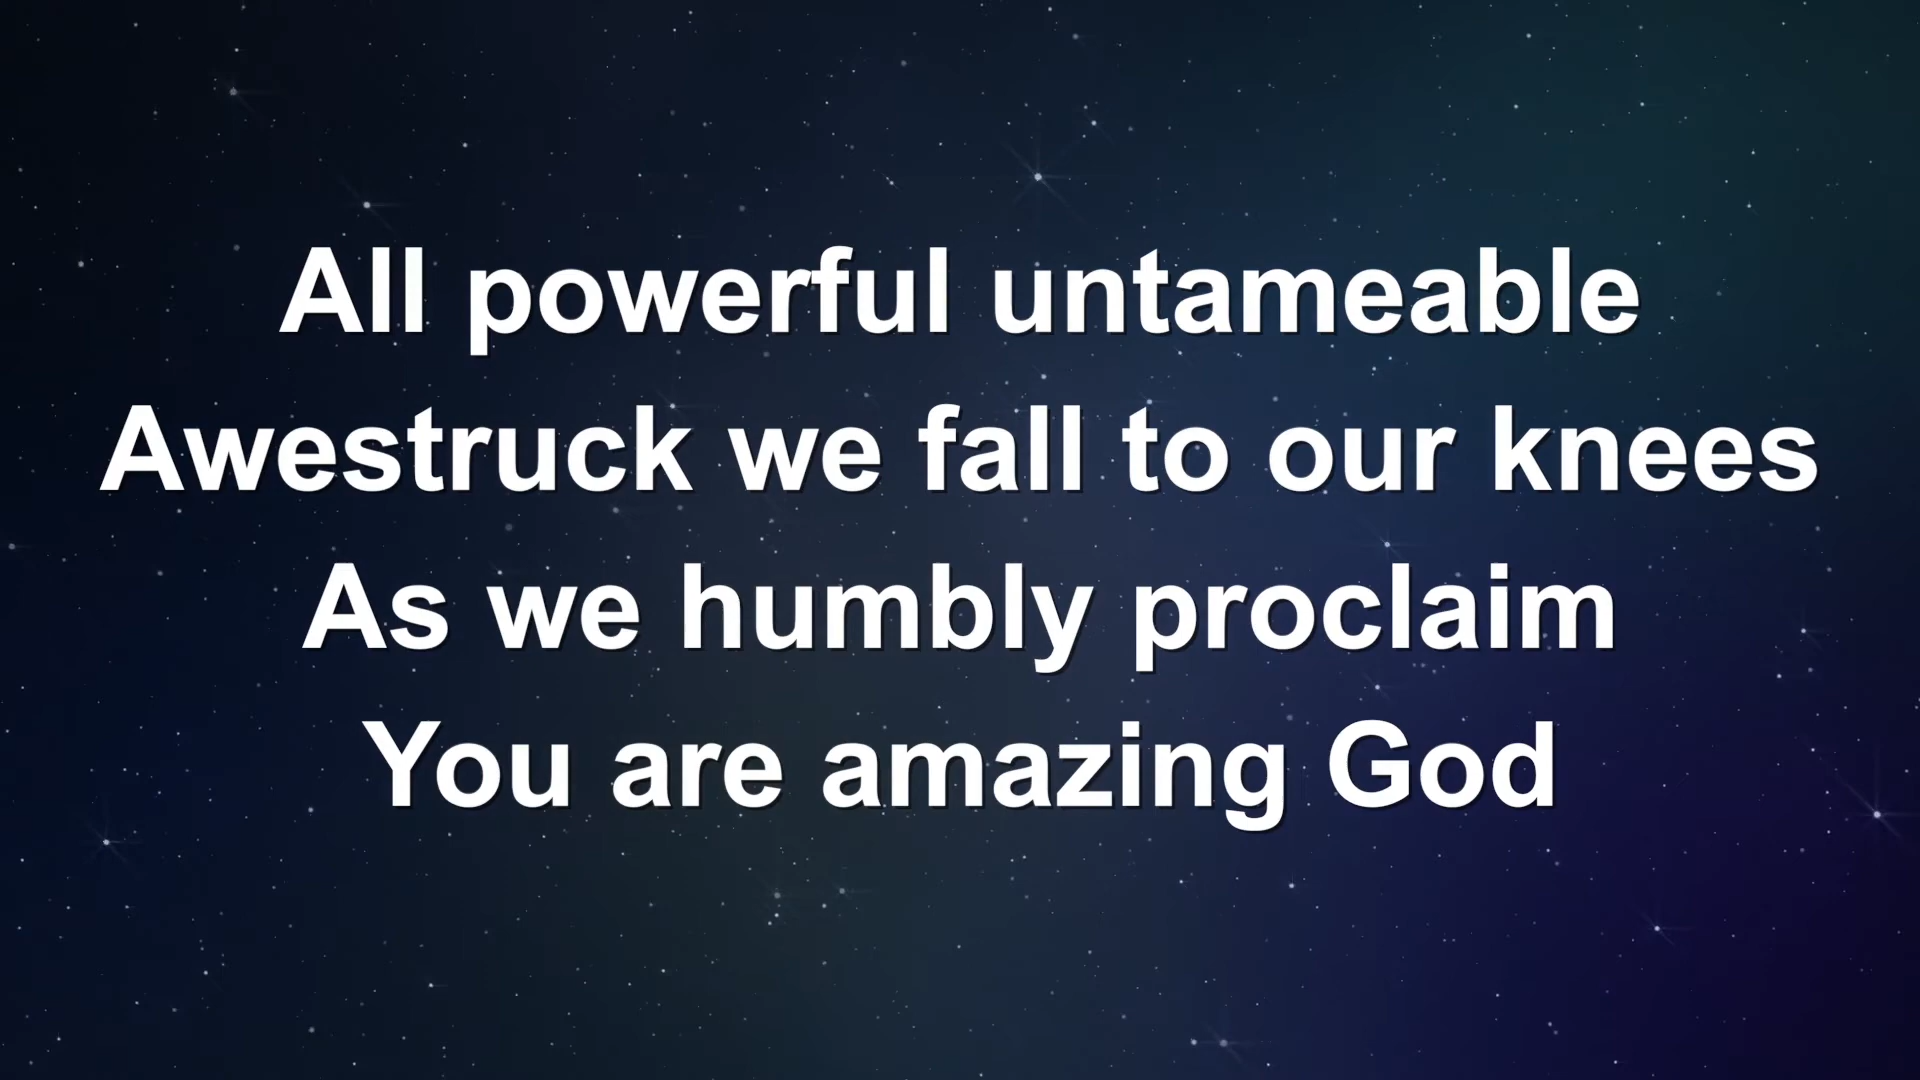 All powerful untameable
Awestruck we fall to our knees
As we humbly proclaim
You are amazing God